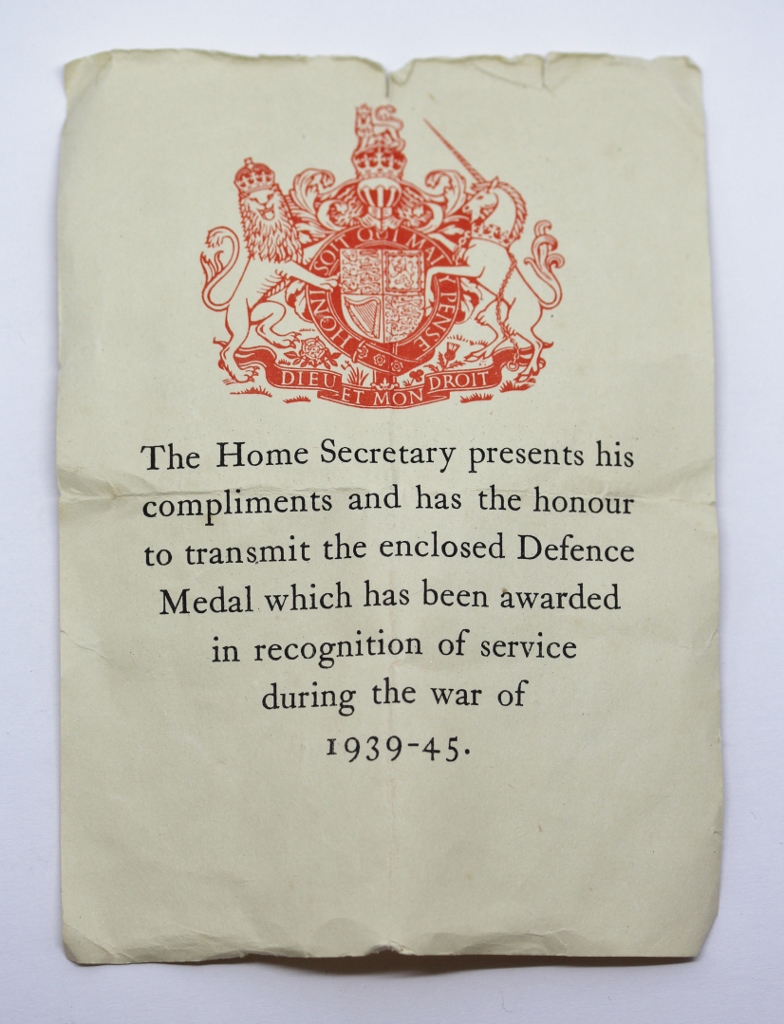 HONI SOIT QUI MAL Y PENSE
DIEU ET MON DROIT
The Home Secretary presents his
compliments and has the honour
to transmit the enclosed Defence
Medal which has been awarded
in recognition of service
during the war of
1939-45.